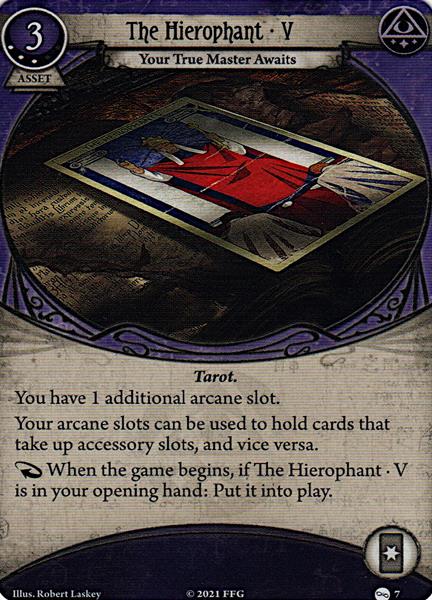 3
The Hierophant · V
ASSET
Your True Master Awaits
Tarot.
You have 1 additional arcane slot.
Your arcane slots can be used to hold cards that
take up accessory slots, and vice versa.
When the game begins, if The Hierophant · V
is in your opening hand: Put it into play.
Illus. Robert Laskey
© 2021 FFG
7